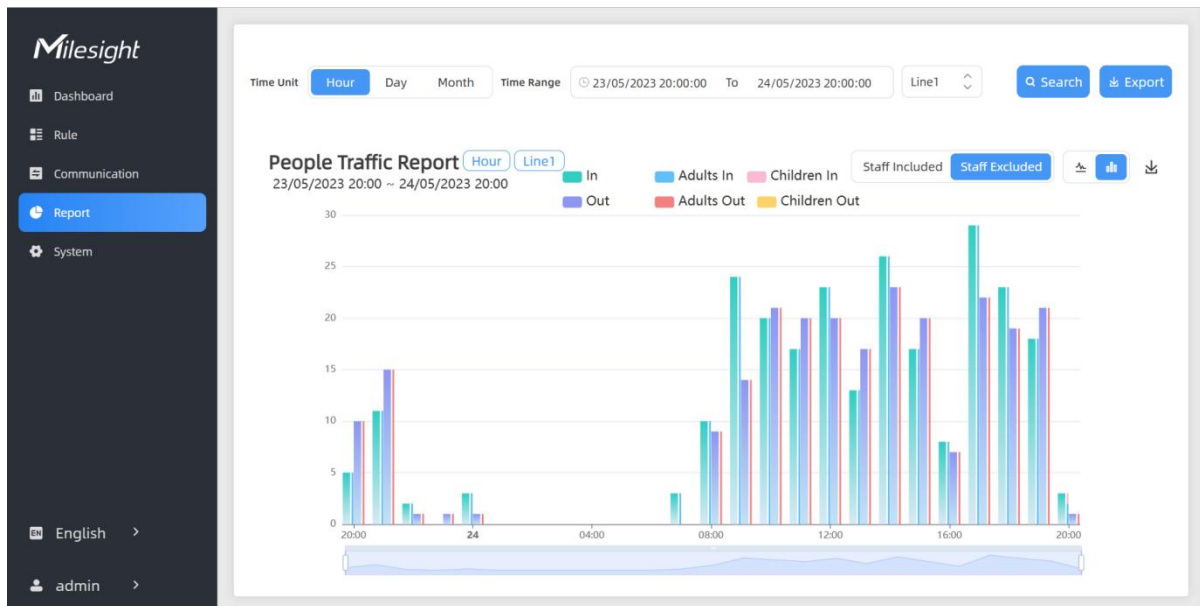 Milesight
Dashboard
Rule
Communication
Report
System
EN English >
admin >
Time Unit Hour Day Month Time Range 23/05/2023 20:00:00 To 24/05/2023 20:00:00 Line1 Search Export
People Traffic Report Hour Line1
23/05/2023 20:00 ~ 24/05/2023 20:00
In Adults In Children In
Out Adults Out Children Out
Staff Included Staff Excluded
30
25
20
15
10
5
0
20:00 24 04:00 08:00 12:00 16:00 20:00